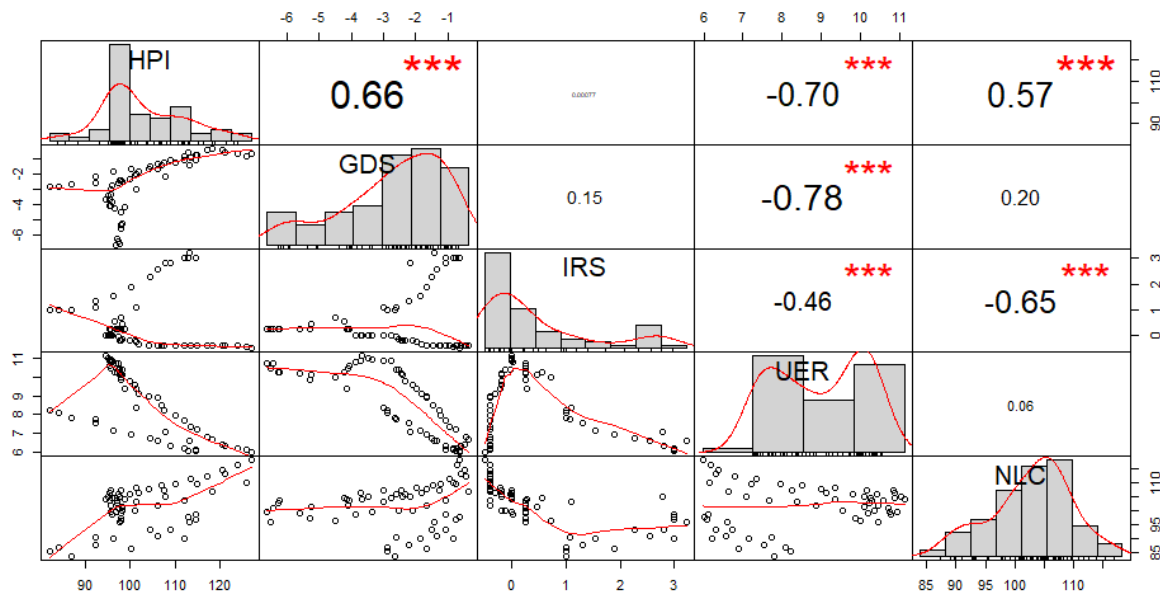 -6 -5 -4 -3 -2 -1 6 7 8 9 10 11
HPI 0.66 *** 0.00077 -0.70 *** 0.57 *** 110
90
-2 GDS 0.15 -0.78 *** 0.20
-4
-6
IRS -0.46 *** -0.65 *** 3
2
1
0
11 UER 0.06
9
8
7
6
NLC 110
95
85
90 100 110 120 0 1 2 3 85 90 95 100 110